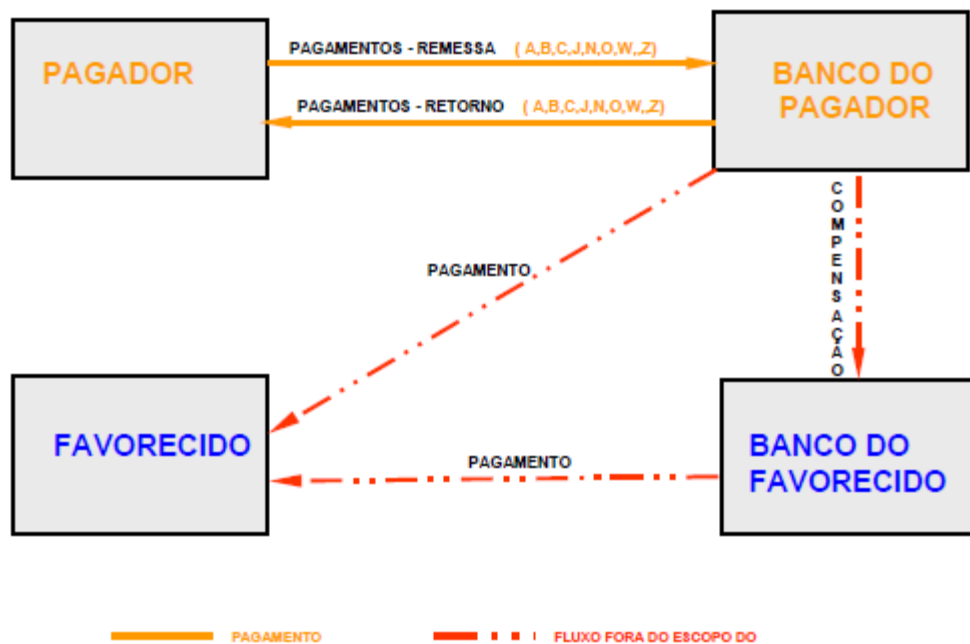 PAGADOR
PAGAMENTOS - REMESSA ( A,B,C,J,N,O,W,,Z)
PAGAMENTOS - RETORNO ( A,B,C,J,N,O,W,,Z)
BANCO DO
PAGADOR
COMPENSAÇÃO
PAGAMENTO
FAVORECIDO
PAGAMENTO
BANCO DO
FAVORECIDO
PAGAMENTO
FLUXO FORA DO ESCOPO DO